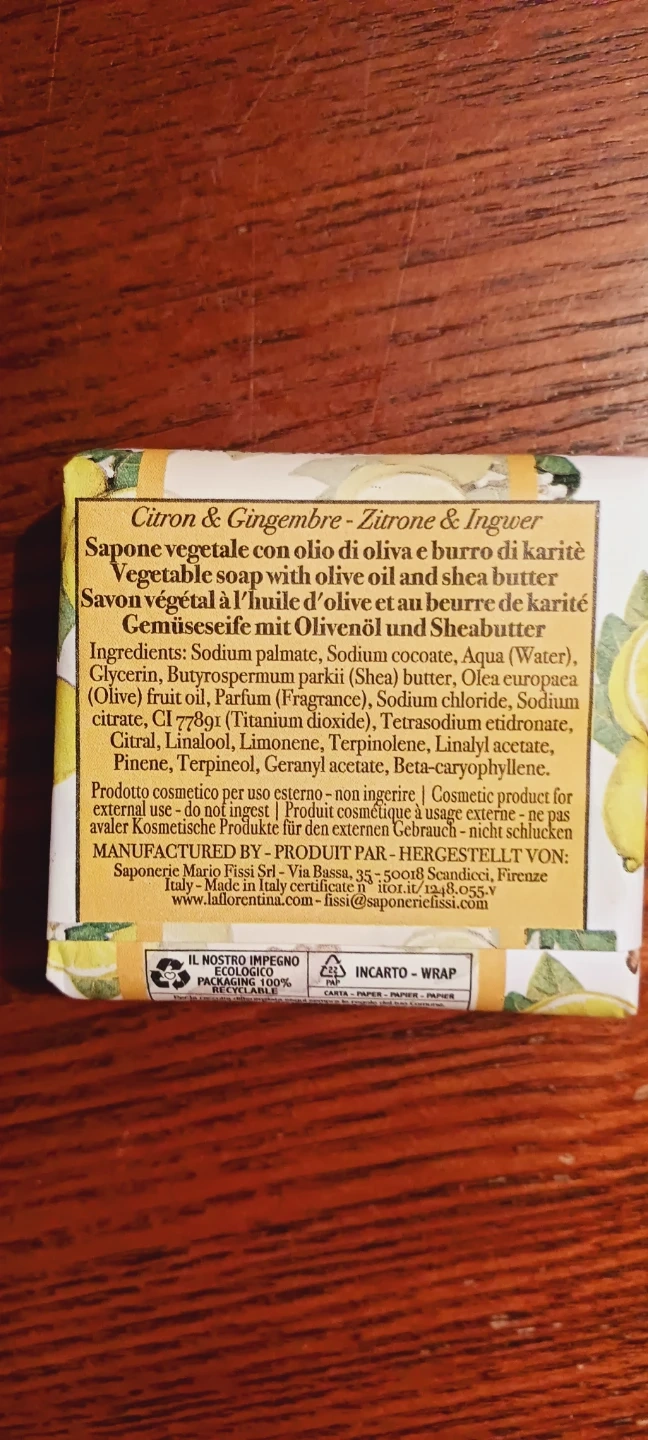 Citron & Gingembre - Zitrone & Ingwer
Sapone vegetale con olio di oliva e burro di karitè
Vegetable soap with olive oil and shea butter
Savon végétal à l'huile d'olive et au beurre de karité
Gemüseseife mit Olivenöl und Sheabutter
Ingredients: Sodium palmate, Sodium cocoate, Aqua (Water),
Glycerin, Butyrospermum parkii (Shea) butter, Olea europaea
(Olive) fruit oil, Parfum (Fragrance), Sodium chloride, Sodium
citrate, CI 77891 (Titanium dioxide), Tetrasodium etidronate,
Citral, Linalool, Limonene, Terpinolene, Linalyl acetate,
Pinene, Terpineol, Geranyl acetate, Beta-caryophyllene.
Prodotto cosmetico per uso esterno - non ingerire | Cosmetic product for
external use - do not ingest | Produit cosmétique à usage externe - ne pas
avaler Kosmetische Produkte für den externen Gebrauch - nicht schlucken
MANUFACTURED BY - PRODUIT PAR - HERGESTELLT VON:
Saponerie Mario Fissi Srl - Via Bassa, 35 - 50018 Scandicci, Firenze
Italy - Made in Italy certificate n° it01.it/1248.055.v
www.laflorentina.com - fissi@saponeriefissi.com
IL NOSTRO IMPEGNO
ECOLOGICO
PACKAGING 100%
RECYCLABLE
22
PAP
INCARTO - WRAP
CARTA - PAPER - PAPIER - PAPIER